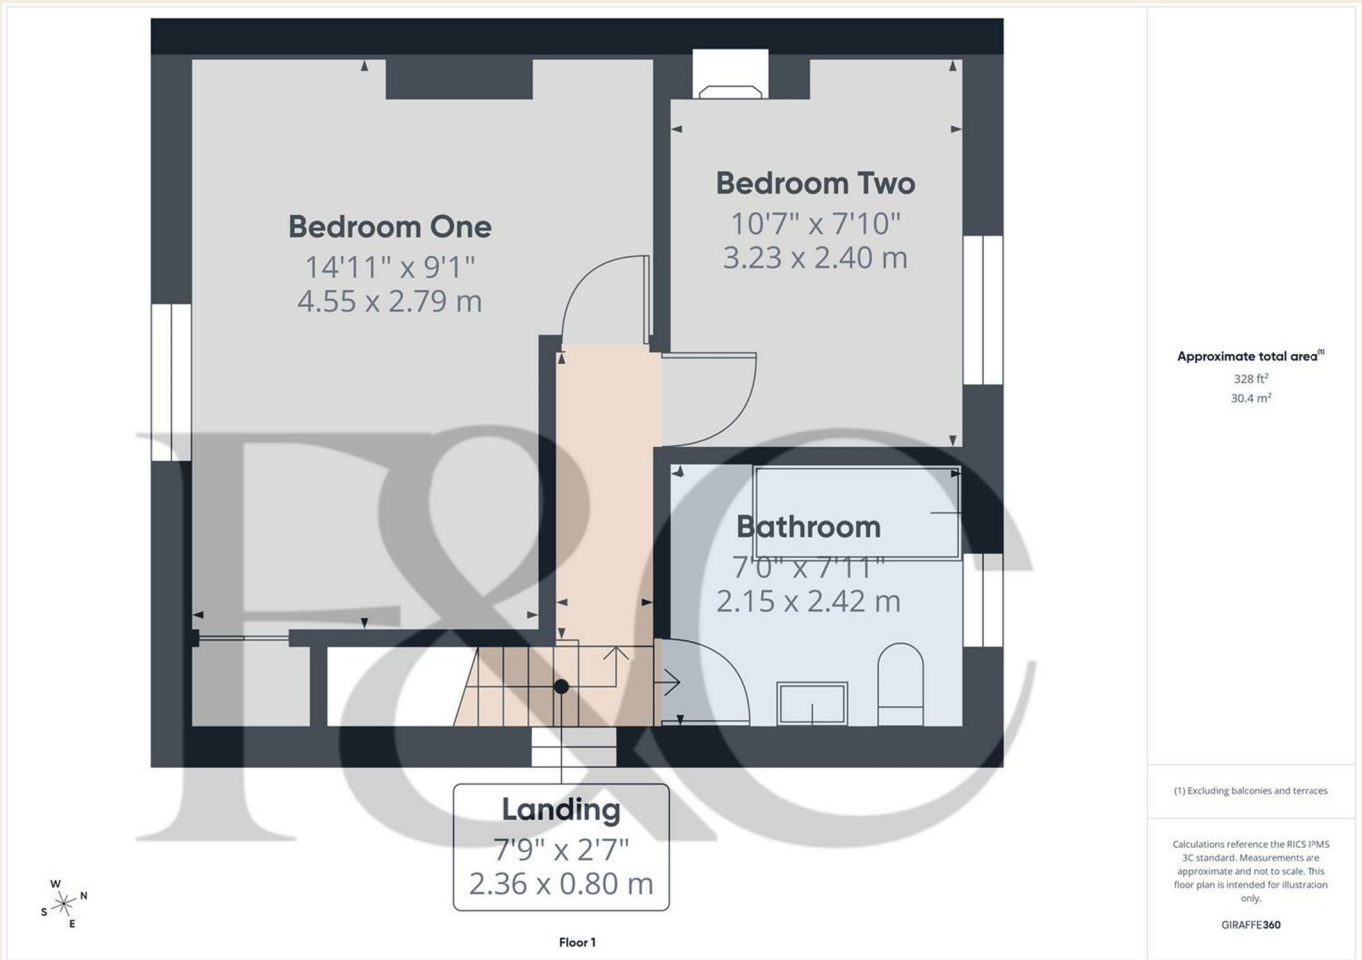 Bedroom One
14'11" x 9'1"
4.55 x 2.79 m
Bedroom Two
10'7" x 7'10"
3.23 x 2.40 m
Bathroom
7'0" x 7'11"
2.15 x 2.42 m
Landing
7'9" x 2'7"
2.36 x 0.80 m
F&C
W
N
S
E
Floor 1
Approximate total area(1)
328 ft²
30.4 m²
(1) Excluding balconies and terraces
Calculations reference the RICS IPMS
3C standard. Measurements are
approximate and not to scale. This
floor plan is intended for illustration
only.
GIRAFFE360